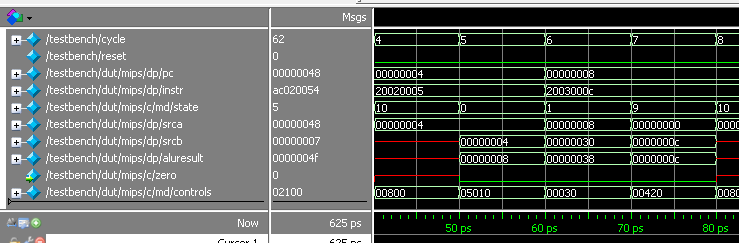 Msgs
/testbench/cycle 62 4 5 6 7 8
/testbench/reset 0
/testbench/dut/mips/dp/pc 00000048 00000004 00000008
/testbench/dut/mips/dp/instr ac020054 20020005 2003000c
/testbench/dut/mips/c/md/state 5 10 0 1 9 10
/testbench/dut/mips/dp/srca 00000048 00000004 00000008 00000000 00000
/testbench/dut/mips/dp/srcb 00000007 00000004 00000030 0000000c
/testbench/dut/mips/dp/aluresult 0000004f 00000008 00000038 0000000c
/testbench/dut/mips/c/zero 0
/testbench/dut/mips/c/md/controls 02100 00800 05010 00030 00420 00800
Now 625 ps 50 ps 60 ps 70 ps 80 ps
Cursor 1 625 ps